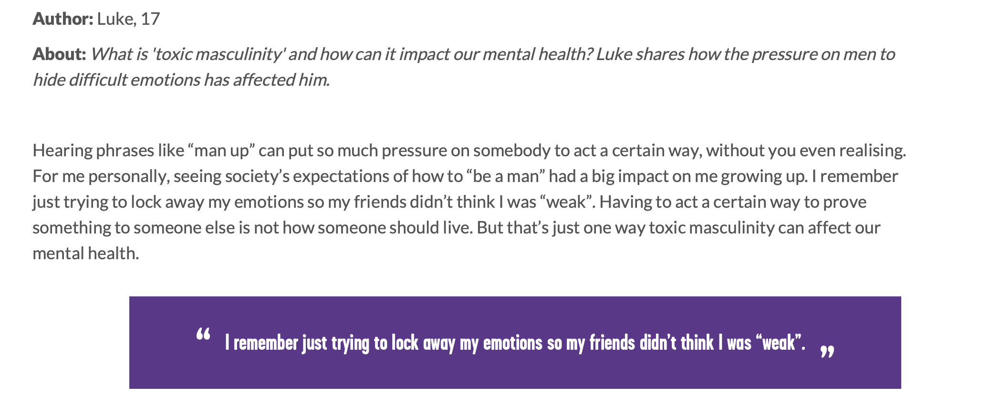 Author: Luke, 17
About: What is 'toxic masculinity' and how can it impact our mental health? Luke shares how the pressure on men to
hide difficult emotions has affected him.
Hearing phrases like “man up” can put so much pressure on somebody to act a certain way, without you even realising.
For me personally, seeing society’s expectations of how to “be a man” had a big impact on me growing up. I remember
just trying to lock away my emotions so my friends didn’t think I was “weak”. Having to act a certain way to prove
something to someone else is not how someone should live. But that’s just one way toxic masculinity can affect our
mental health.
“ I remember just trying to lock away my emotions so my friends didn’t think I was “weak”. ”